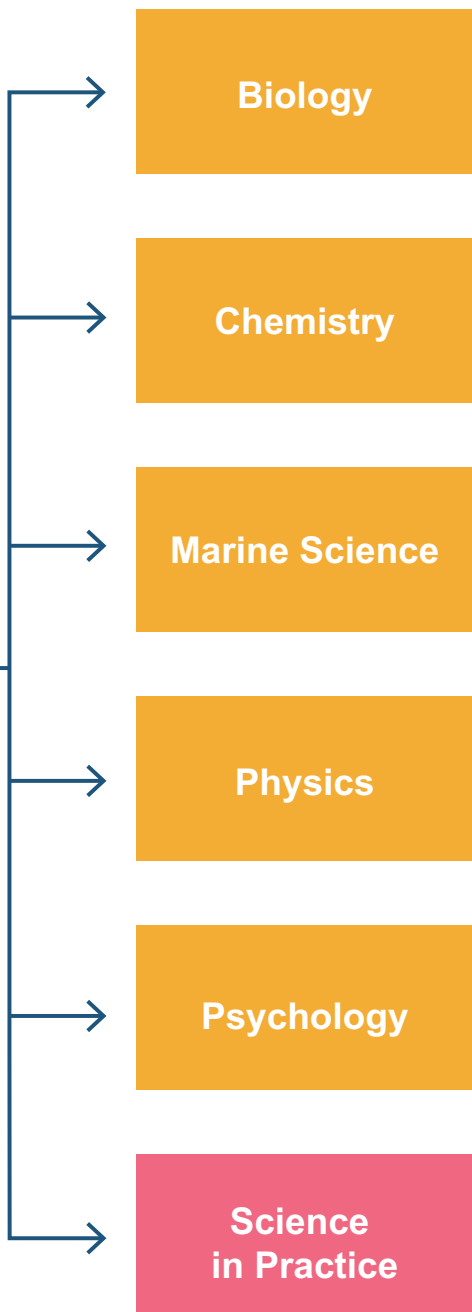 Biology
Chemistry
Marine Science
Physics
Psychology
Science
in Practice